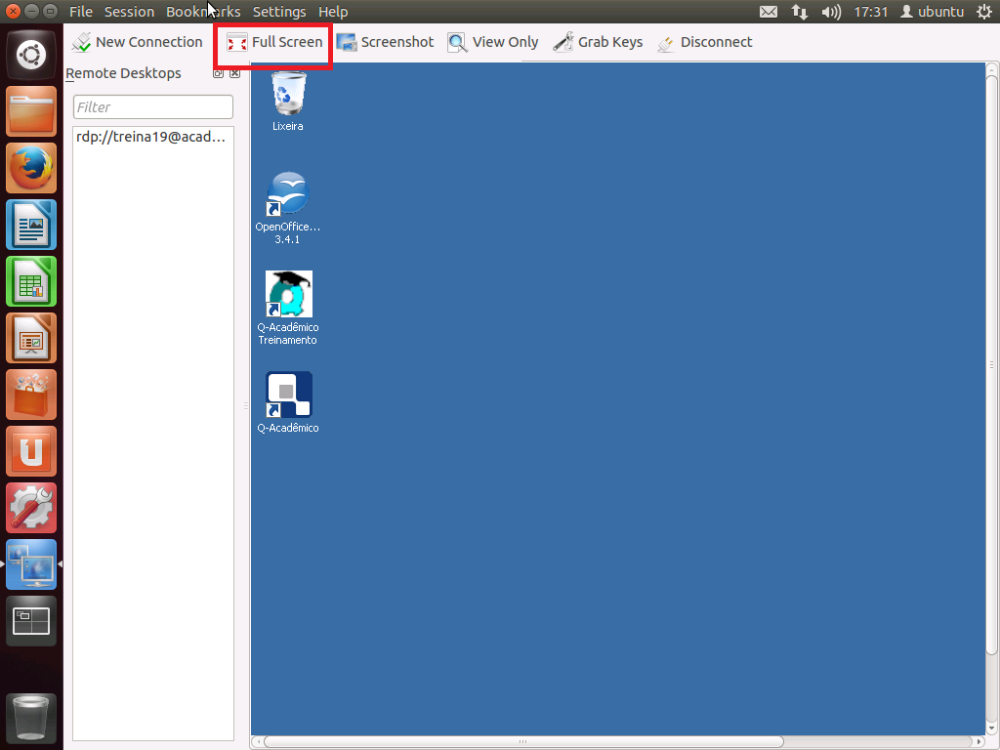 File Session Bookmarks Settings Help
17:31 ubuntu
New Connection Full Screen Screenshot View Only Grab Keys Disconnect
Remote Desktops
Filter
rdp://treina19@acad...
Lixeira
OpenOffice...
3.4.1
Q-Acadêmico
Treinamento
Q-Acadêmico